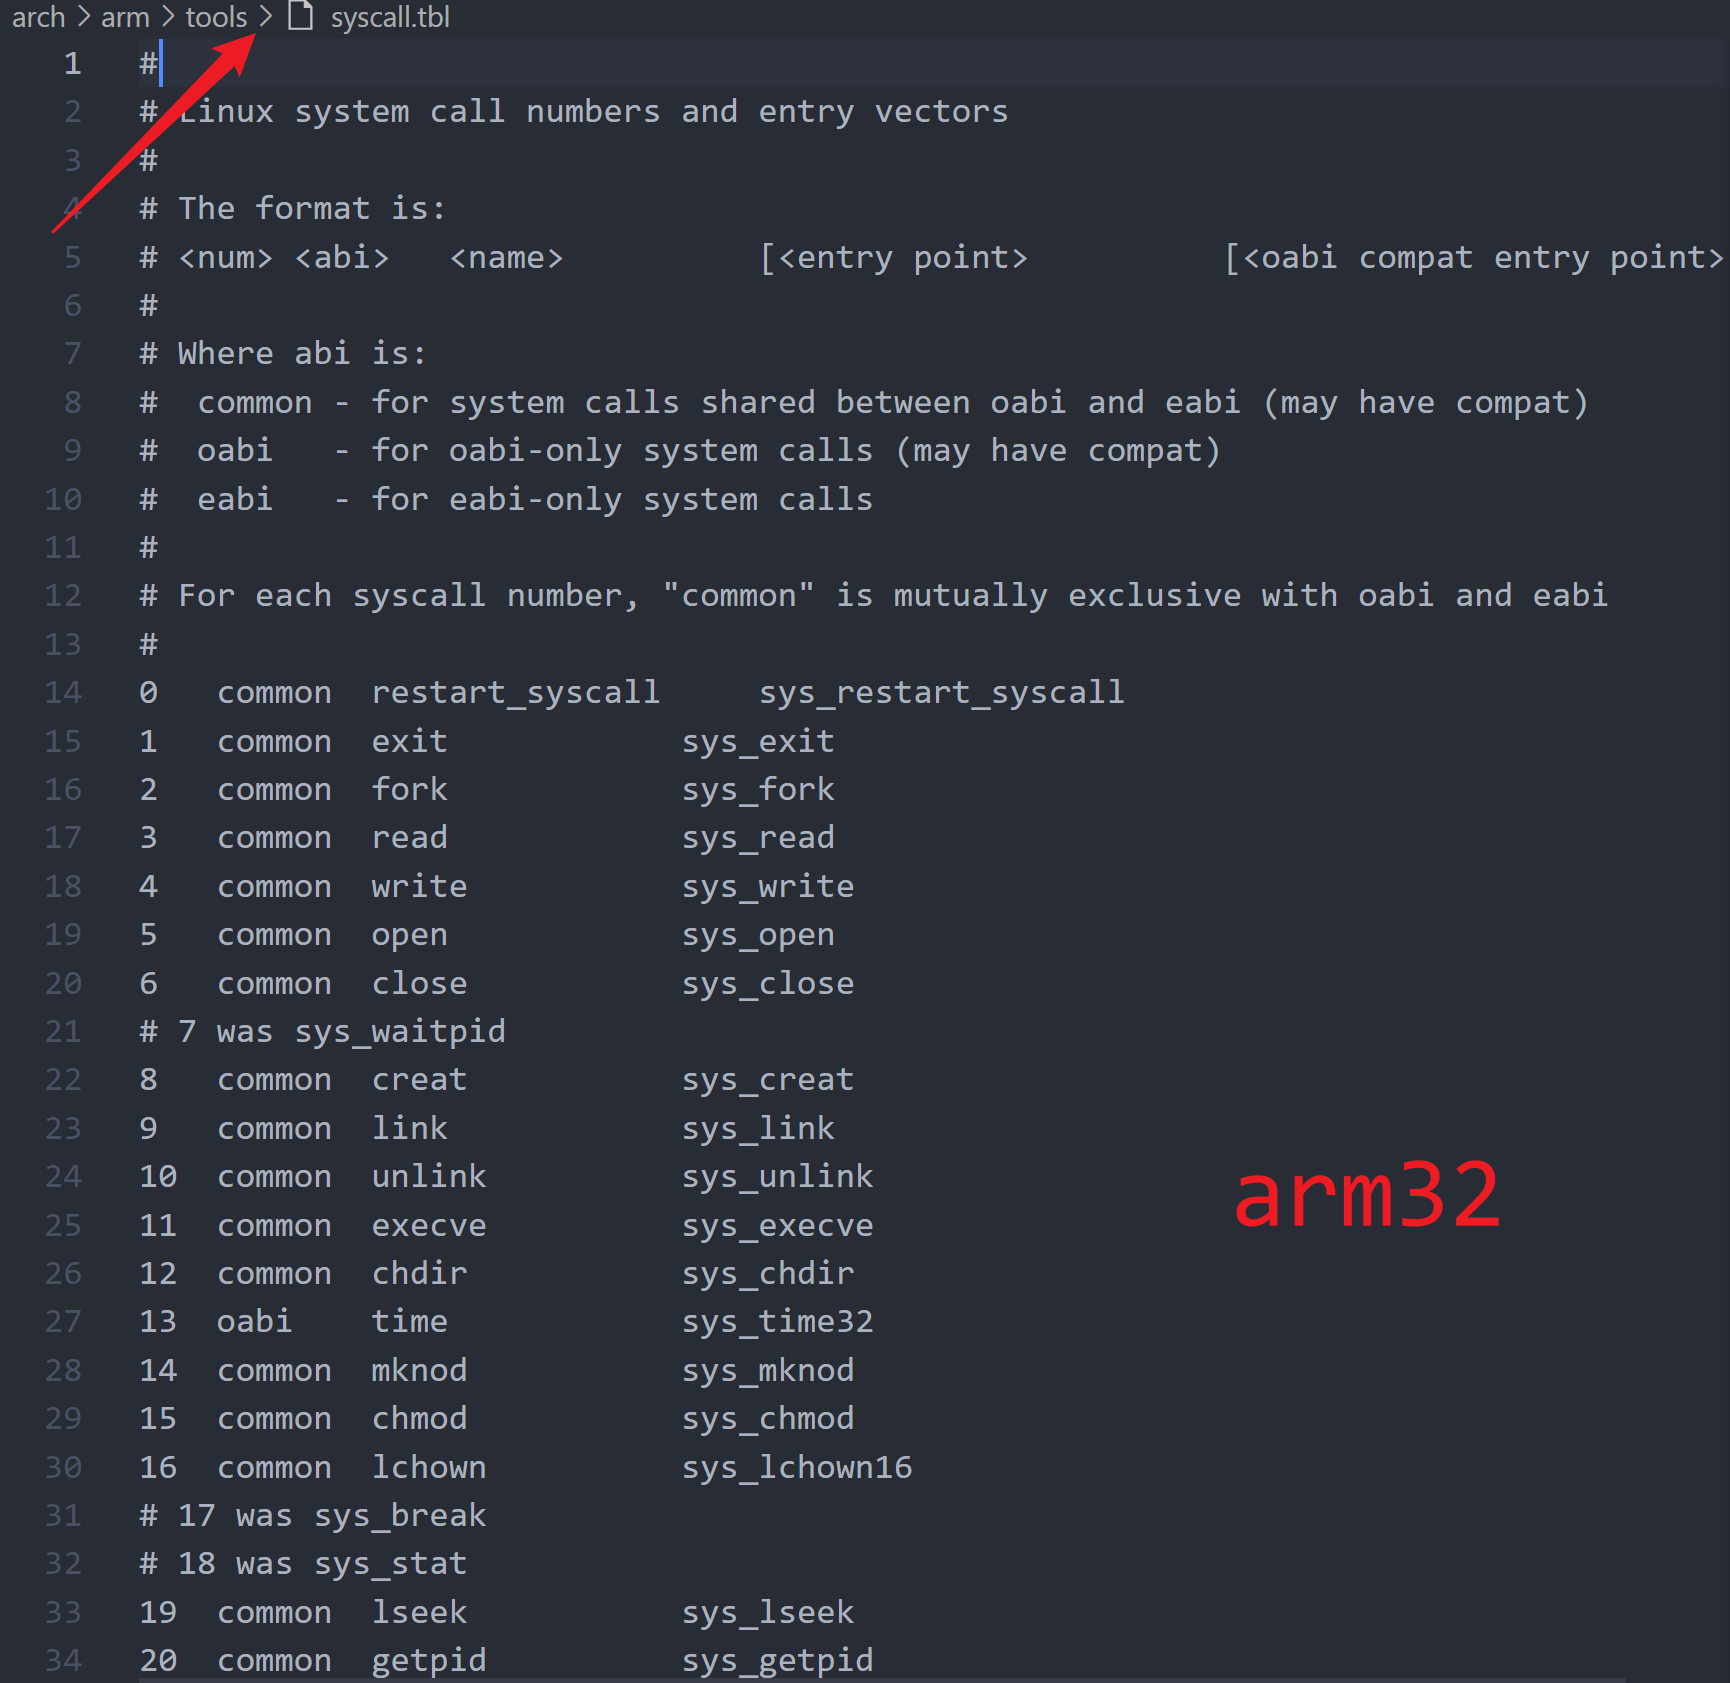 arch > arm > tools > syscall.tbl
1 #
2 # Linux system call numbers and entry vectors
3 #
4 # The format is:
5 # <num> <abi> <name> [<entry point> [<oabi compat entry point>
6 #
7 # Where abi is:
8 # common - for system calls shared between oabi and eabi (may have compat)
9 # oabi - for oabi-only system calls (may have compat)
10 # eabi - for eabi-only system calls
11 #
12 # For each syscall number, "common" is mutually exclusive with oabi and eabi
13 #
14 0 common restart_syscall sys_restart_syscall
15 1 common exit sys_exit
16 2 common fork sys_fork
17 3 common read sys_read
18 4 common write sys_write
19 5 common open sys_open
20 6 common close sys_close
21 # 7 was sys_waitpid
22 8 common creat sys_creat
23 9 common link sys_link
24 10 common unlink sys_unlink
25 11 common execve sys_execve
26 12 common chdir sys_chdir
27 13 oabi time sys_time32
28 14 common mknod sys_mknod
29 15 common chmod sys_chmod
30 16 common lchown sys_lchown16
31 # 17 was sys_break
32 # 18 was sys_stat
33 19 common lseek sys_lseek
34 20 common getpid sys_getpid
arm32